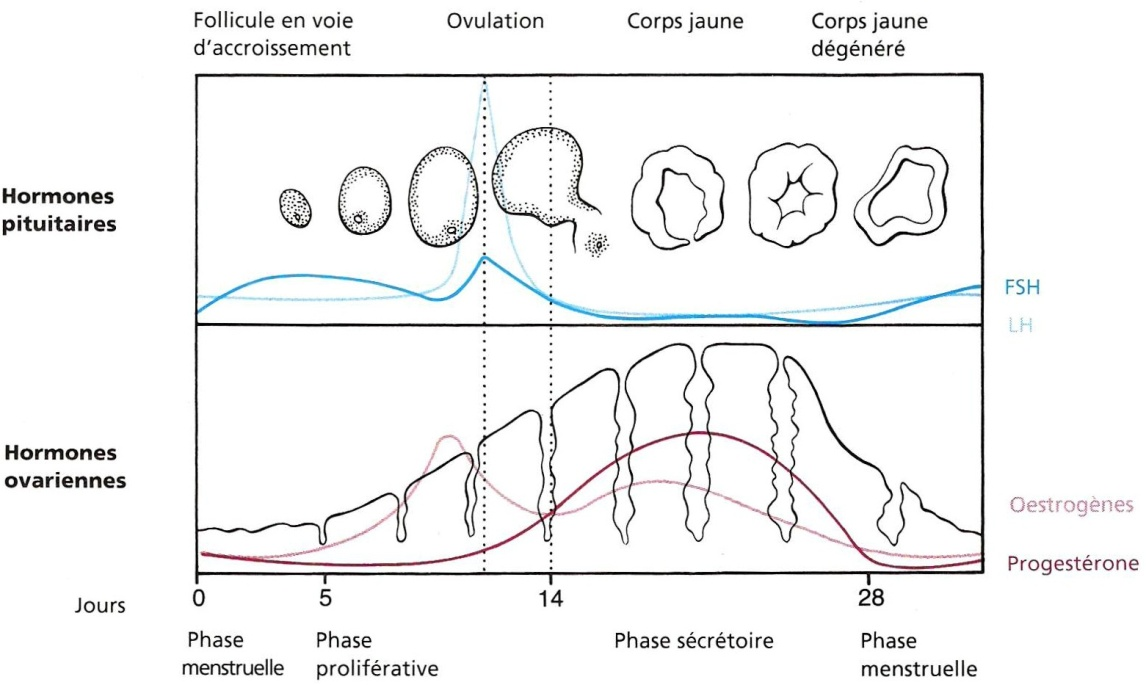 Follicule en voie
d'accroissement
Ovulation
Corps jaune
Corps jaune
dégénéré
Hormones
pituitaires
FSH
LH
Hormones
ovariennes
Oestrogènes
Progestérone
Jours
0
5
14
28
Phase
menstruelle
Phase
proliférative
Phase sécrétoire
Phase
menstruelle